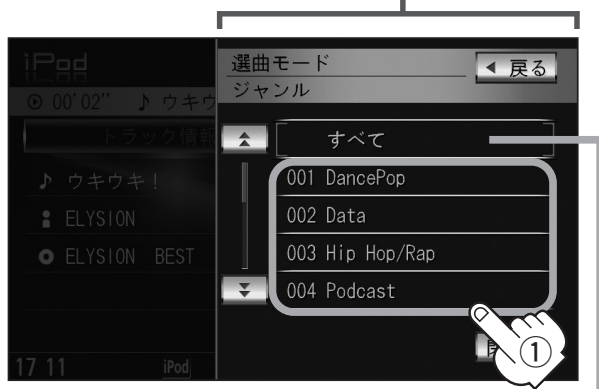 iPod
00'02" ♪ ウキウ
トラック情報
♪ ウキウキ!
ELYSION
ELYSION BEST
17 11 iPod
選曲モード
ジャンル
◀ 戻る
すべて
001 DancePop
002 Data
003 Hip Hop/Rap
004 Podcast
①